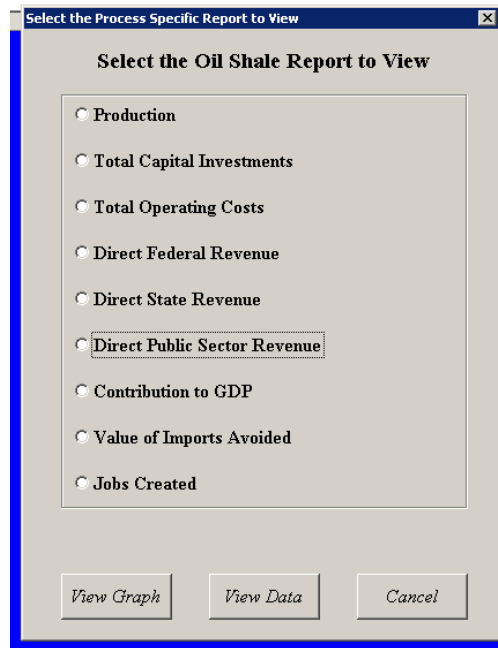 Select the Process Specific Report to View
Select the Oil Shale Report to View
Production
Total Capital Investments
Total Operating Costs
Direct Federal Revenue
Direct State Revenue
Direct Public Sector Revenue
Contribution to GDP
Value of Imports Avoided
Jobs Created
View Graph View Data Cancel